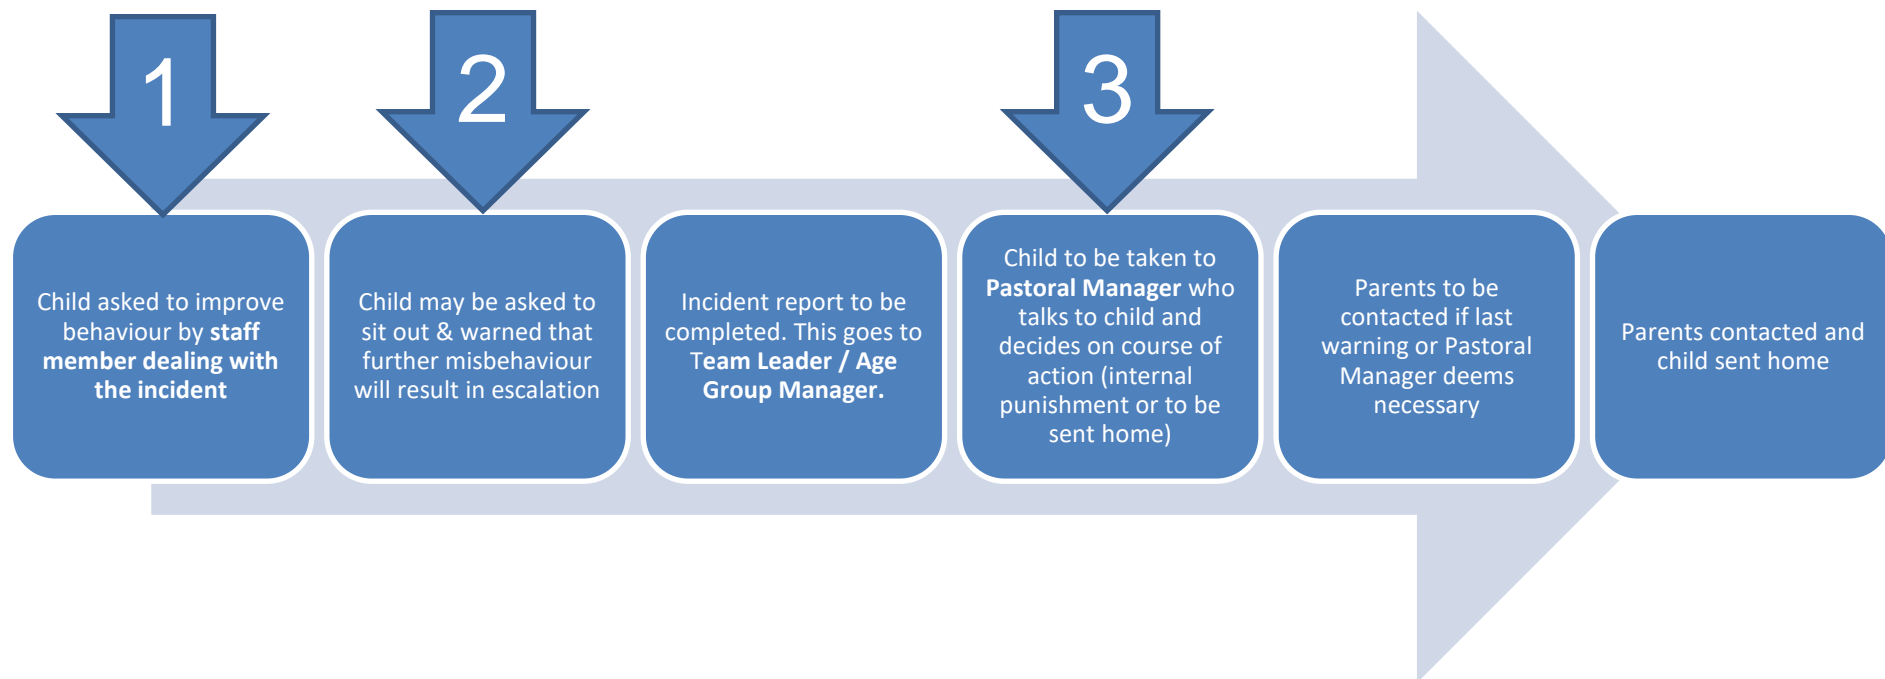 1
2
3
Child asked to improve
behaviour by staff
member dealing with
the incident
Child may be asked to
sit out & warned that
further misbehaviour
will result in escalation
Incident report to be
completed. This goes to
Team Leader / Age
Group Manager.
Child to be taken to
Pastoral Manager who
talks to child and
decides on course of
action (internal
punishment or to be
sent home)
Parents to be
contacted if last
warning or Pastoral
Manager deems
necessary
Parents contacted and
child sent home